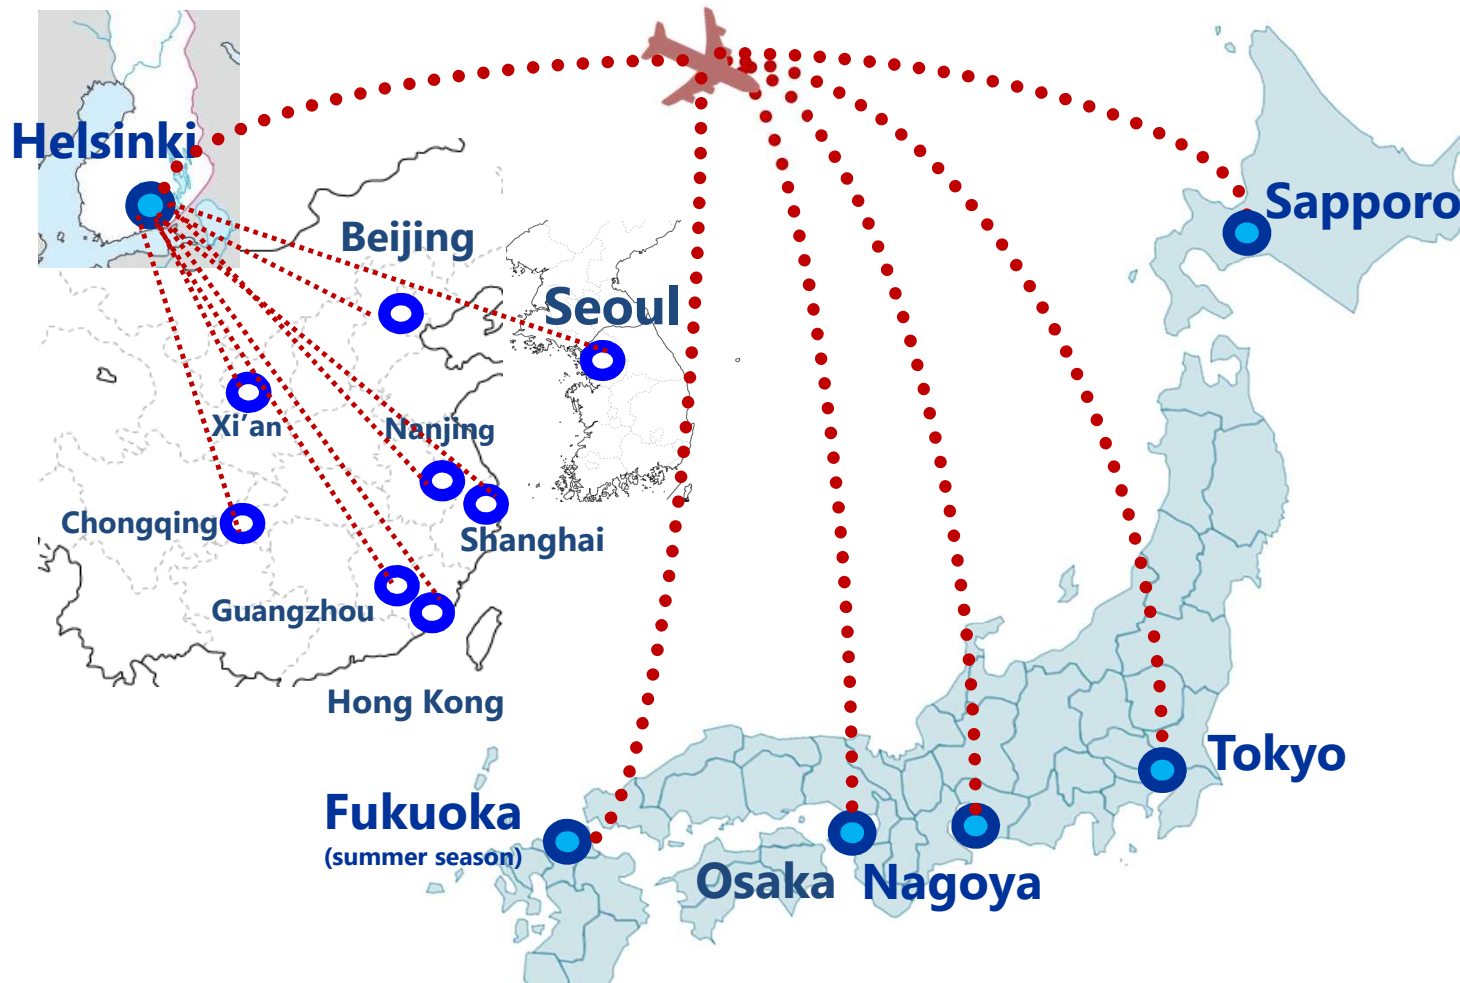 Helsinki
Sapporo
Beijing
Seoul
Xi’an
Nanjing
Chongqing
Shanghai
Guangzhou
Hong Kong
Tokyo
Fukuoka
(summer season)
Osaka
Nagoya